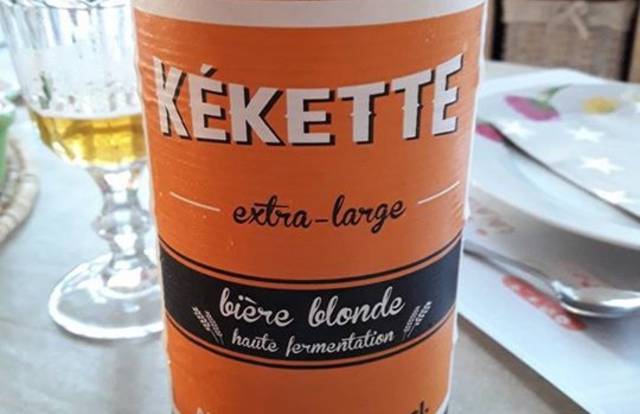 KÉKETTE
extra-large
bière blonde
haute fermentation